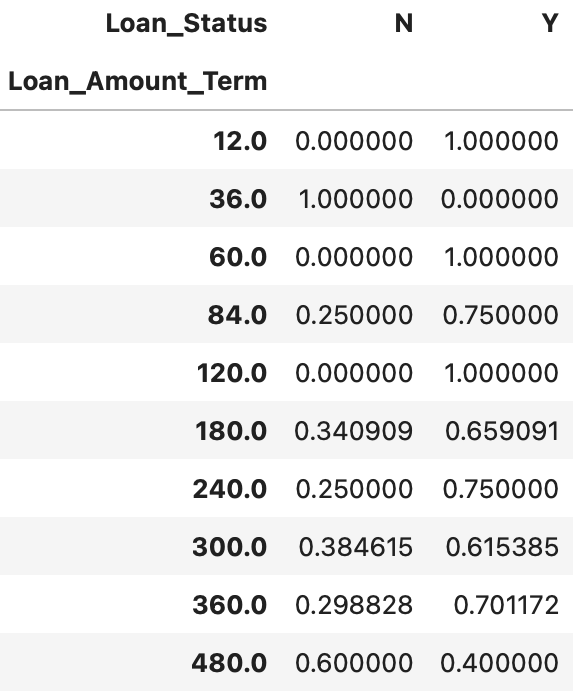 Loan_Status N Y
Loan_Amount_Term
12.0 0.000000 1.000000
36.0 1.000000 0.000000
60.0 0.000000 1.000000
84.0 0.250000 0.750000
120.0 0.000000 1.000000
180.0 0.340909 0.659091
240.0 0.250000 0.750000
300.0 0.384615 0.615385
360.0 0.298828 0.701172
480.0 0.600000 0.400000